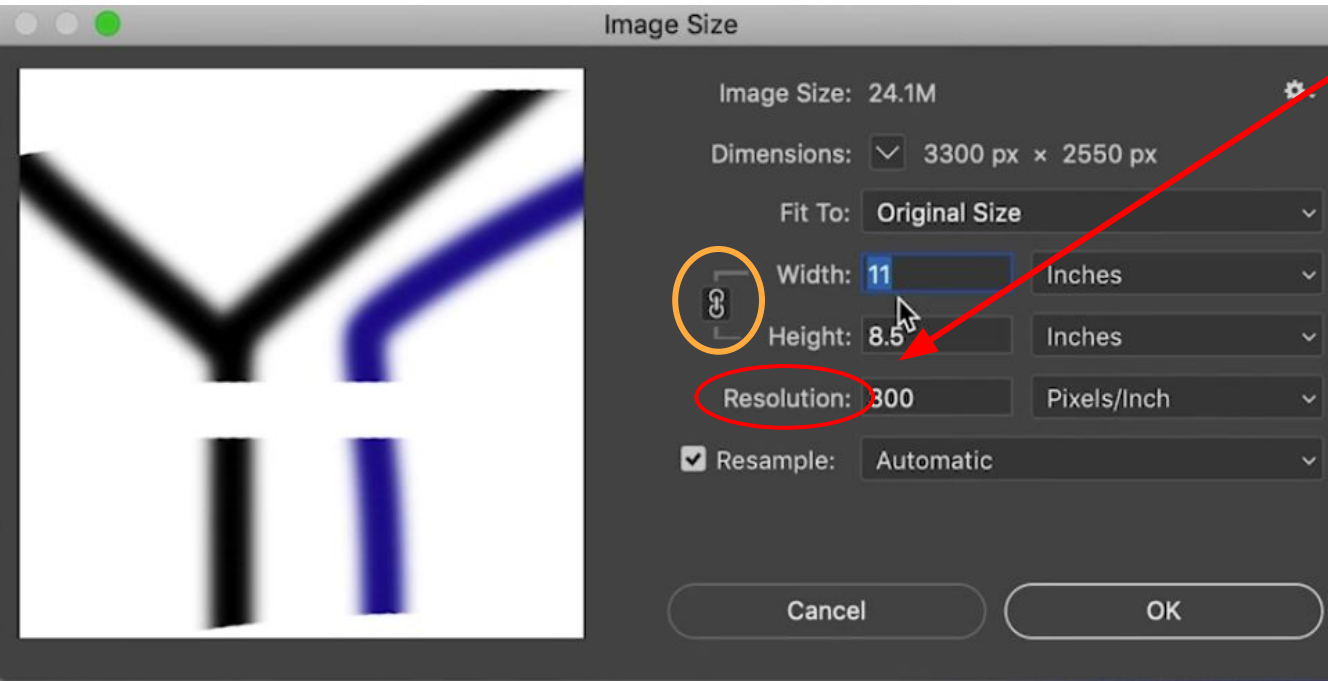 Image Size
Image Size: 24.1M
Dimensions: 3300 px × 2550 px
Fit To: Original Size
Width: 11 Inches
Height: 8.5 Inches
Resolution: 300 Pixels/Inch
Resample: Automatic
Cancel OK